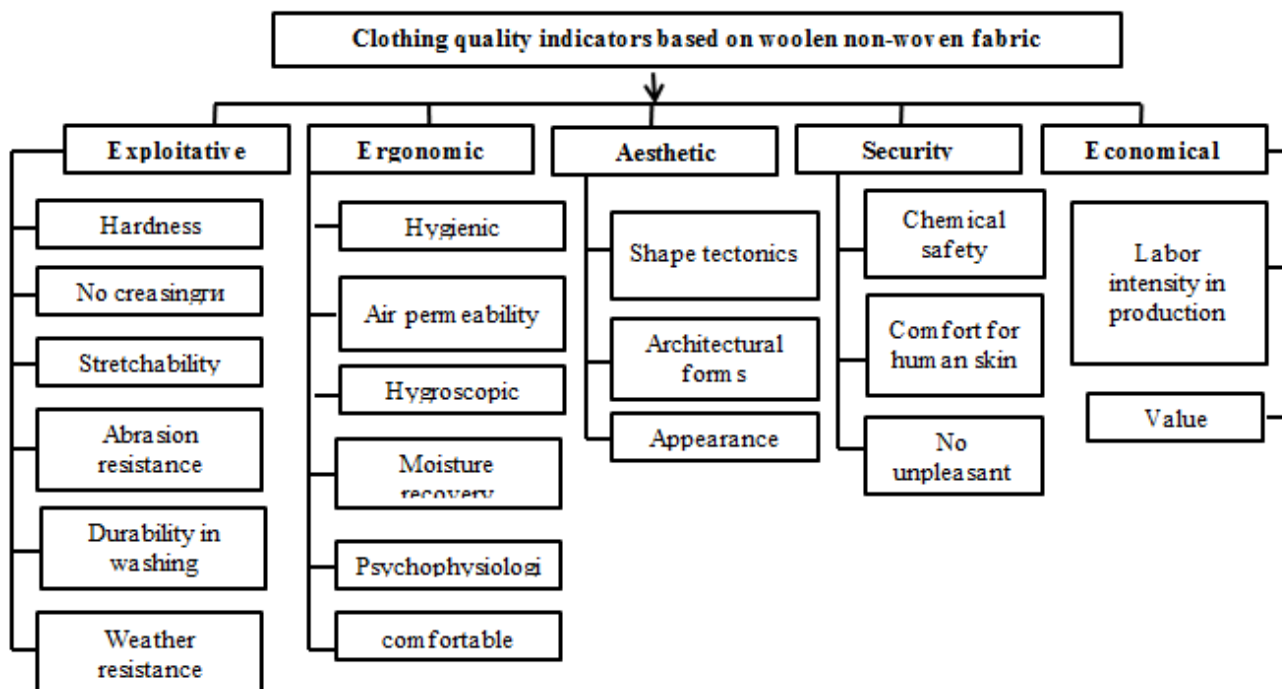 Clothing quality indicators based on woolen non-woven fabric
Exploitative
Ergonomic
Aesthetic
Security
Economical
Hardness
No creasingти
Stretchability
Abrasion
resistance
Durability in
washing
Weather
resistance
Hygienic
Air permeability
Hygroscopic
Moisture
recovery
Psychophysiologi
comfortable
Shape tectonics
Architectural
forms
Appearance
Chemical
safety
Comfort for
human skin
No
unpleasant
Labor
intensity in
production
Value